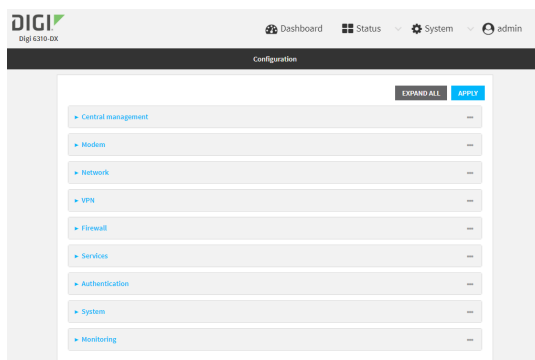 DIGI
Digi 6310-DX
Dashboard Status System admin
Configuration
EXPAND ALL APPLY
Central management
Modem
Network
VPN
Firewall
Services
Authentication
System
Monitoring